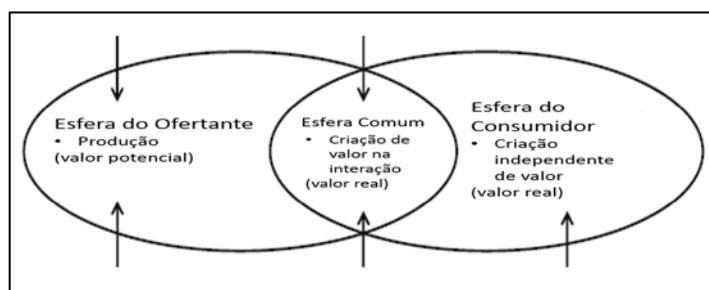 Esfera do Ofertante
• Produção
(valor potencial)
Esfera Comum
• Criação de
valor na
interação
(valor real)
Esfera do
Consumidor
• Criação
independente
de valor
(valor real)